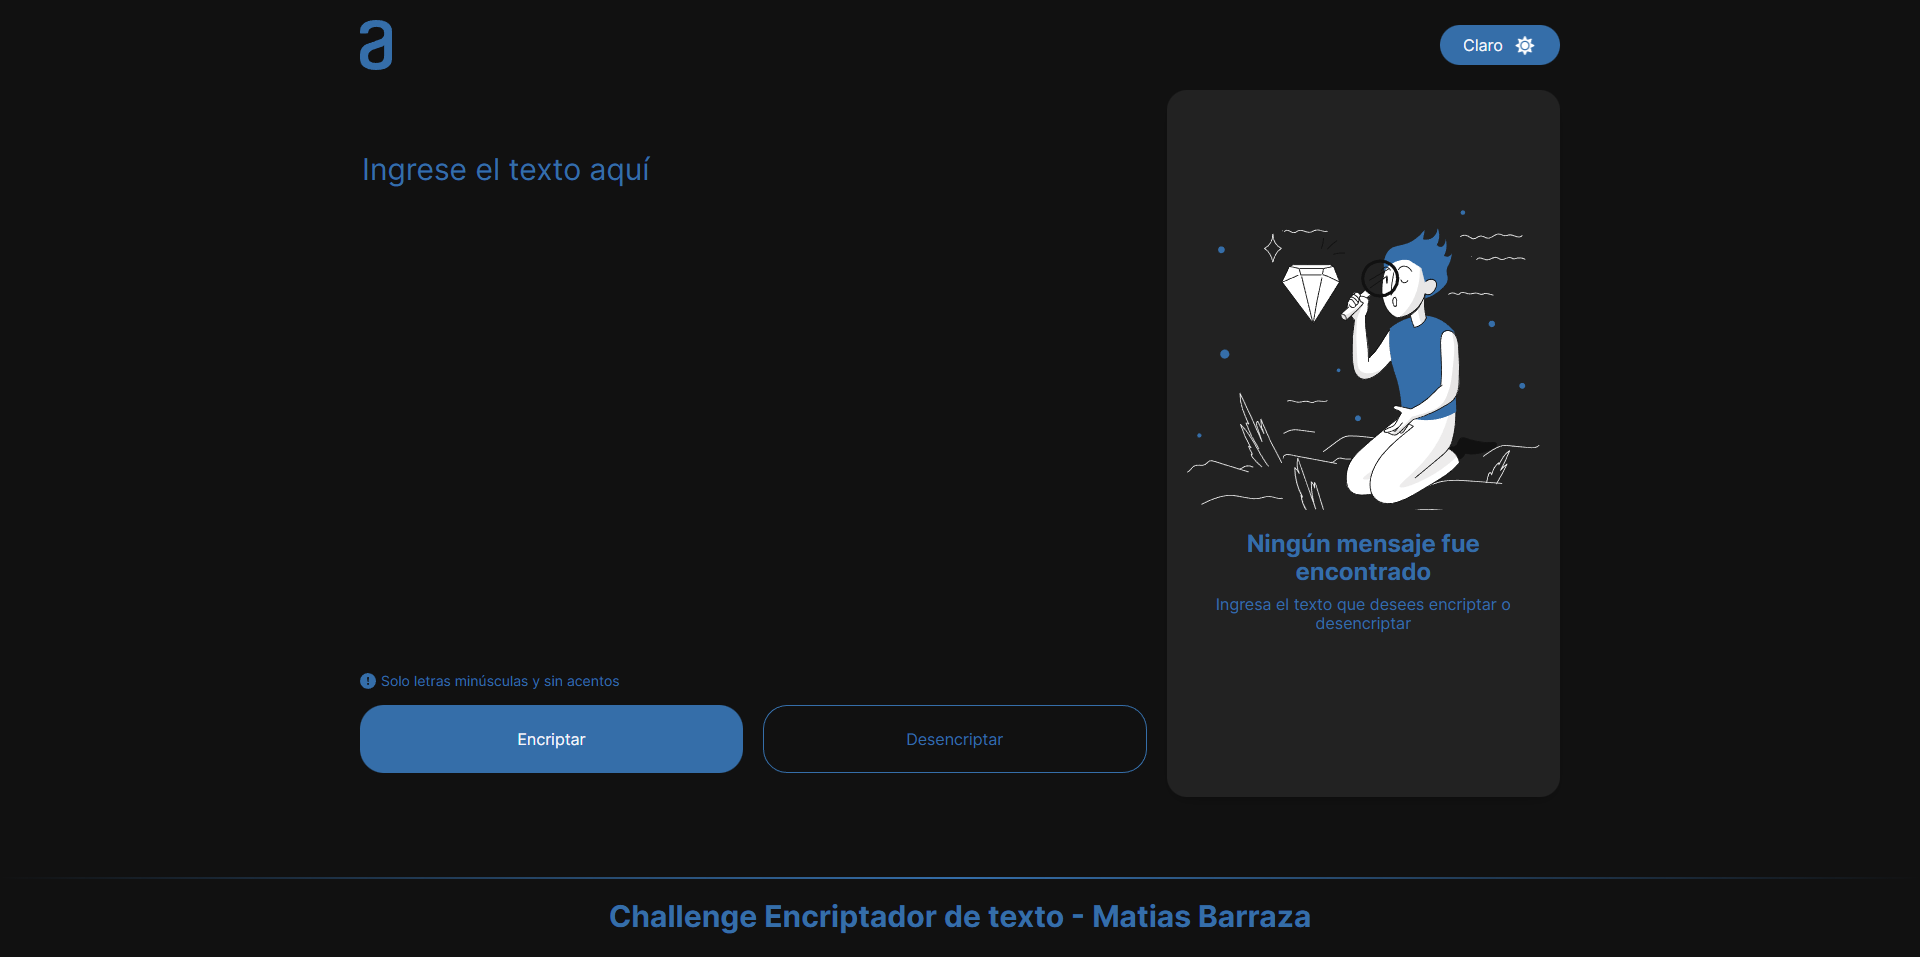 a
Claro
Ingrese el texto aquí
Ningún mensaje fue
encontrado
Ingresa el texto que desees encriptar o
desencriptar
Solo letras minúsculas y sin acentos
Encriptar
Desencriptar
Challenge Encriptador de texto - Matias Barraza